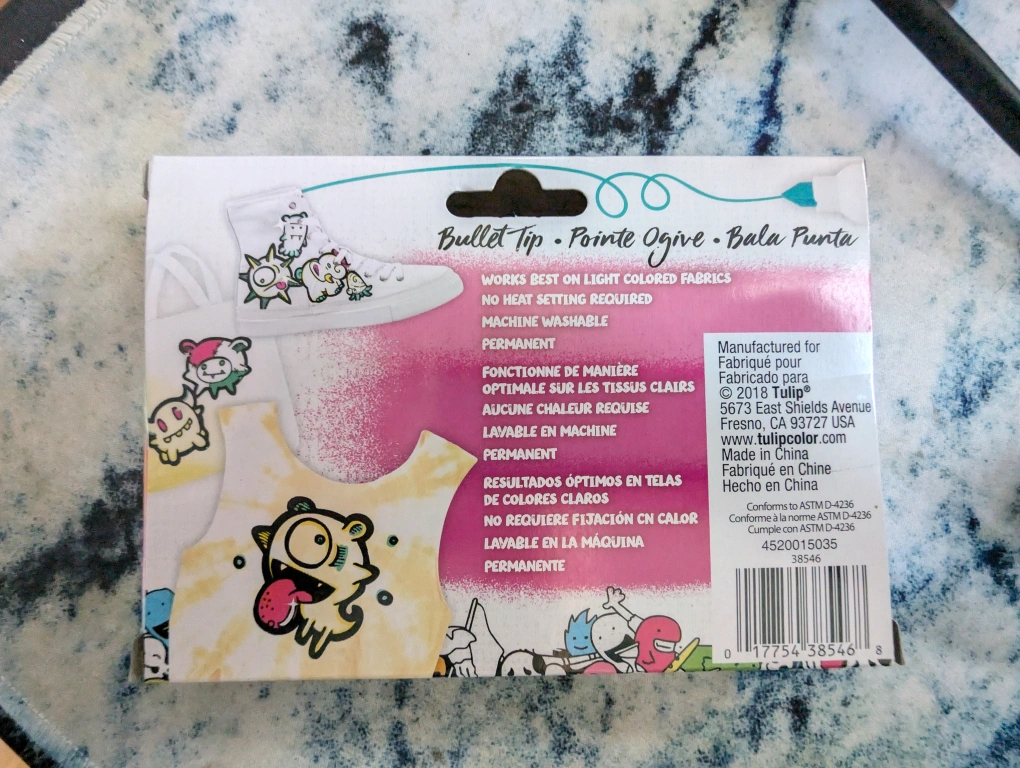 Bullet Tip • Pointe Ogive • Bala Punta
WORKS BEST ON LIGHT COLORED FABRICS
NO HEAT SETTING REQUIRED
MACHINE WASHABLE
PERMANENT
FONCTIONNE DE MANIÈRE
OPTIMALE SUR LES TISSUS CLAIRS
AUCUNE CHALEUR REQUISE
LAVABLE EN MACHINE
PERMANENT
RESULTADOS ÓPTIMOS EN TELAS
DE COLORES CLAROS
NO REQUIERE FIJACIÓN CN CALOR
LAVABLE EN LA MÁQUINA
PERMANENTE
Manufactured for
Fabriqué pour
Fabricado para
© 2018 Tulip®
5673 East Shields Avenue
Fresno, CA 93727 USA
www.tulipcolor.com
Made in China
Fabriqué en Chine
Hecho en China
Conforms to ASTM D-4236
Conforme à la norme ASTM D-4236
Cumple con ASTM D-4236
4520015035
38546
0 17754 38546 8